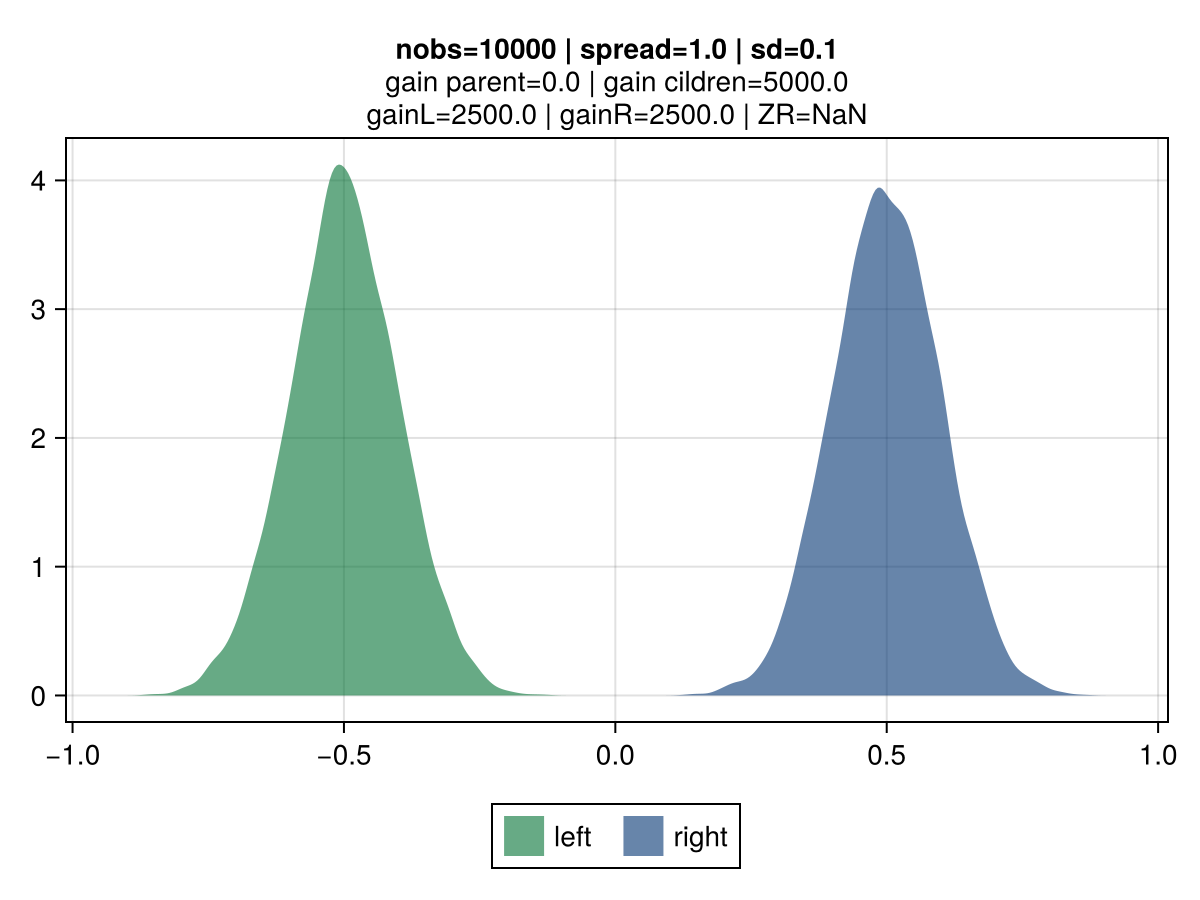 nobs=10000 | spread=1.0 | sd=0.1
gain parent=0.0 | gain cildren=5000.0
gainL=2500.0 | gainR=2500.0 | ZR=NaN
4
3
2
1
0
−1.0 −0.5 0.0 0.5 1.0
left right